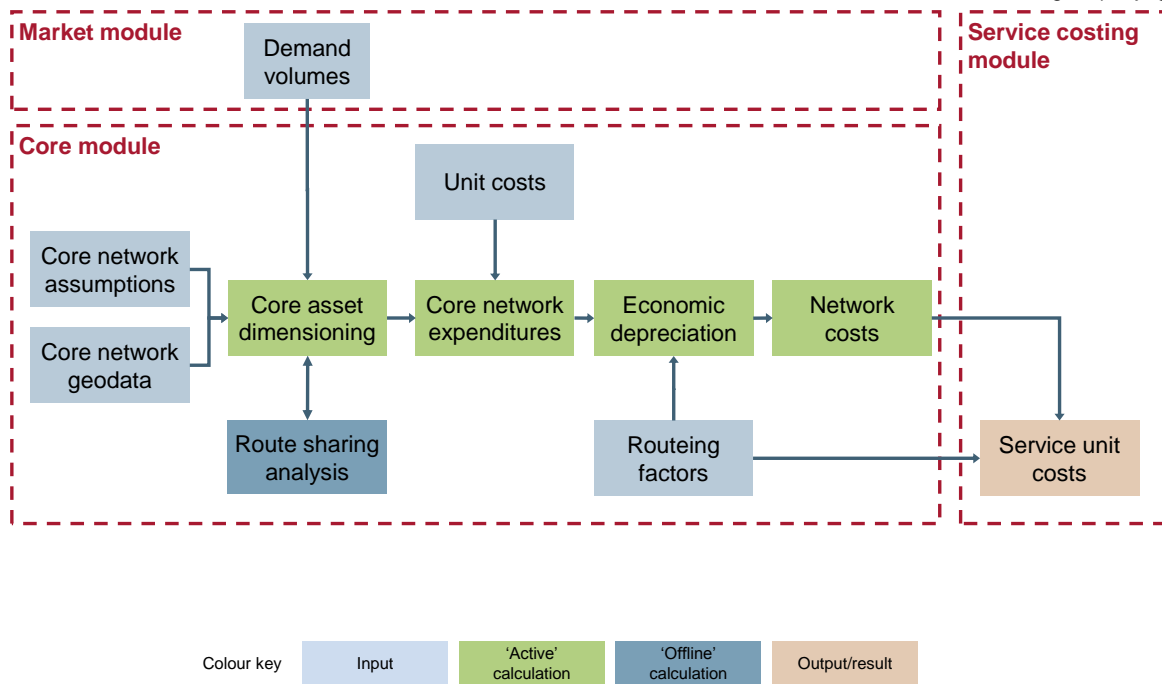 Market module
Demand
volumes
Service costing
module
Core module
Unit costs
Core network
assumptions
Core asset
dimensioning
Core network
expenditures
Economic
depreciation
Network
costs
Core network
geodata
Route sharing
analysis
Routeing
factors
Service unit
costs
Colour key
Input
‘Active’
calculation
‘Offline’
calculation
Output/result